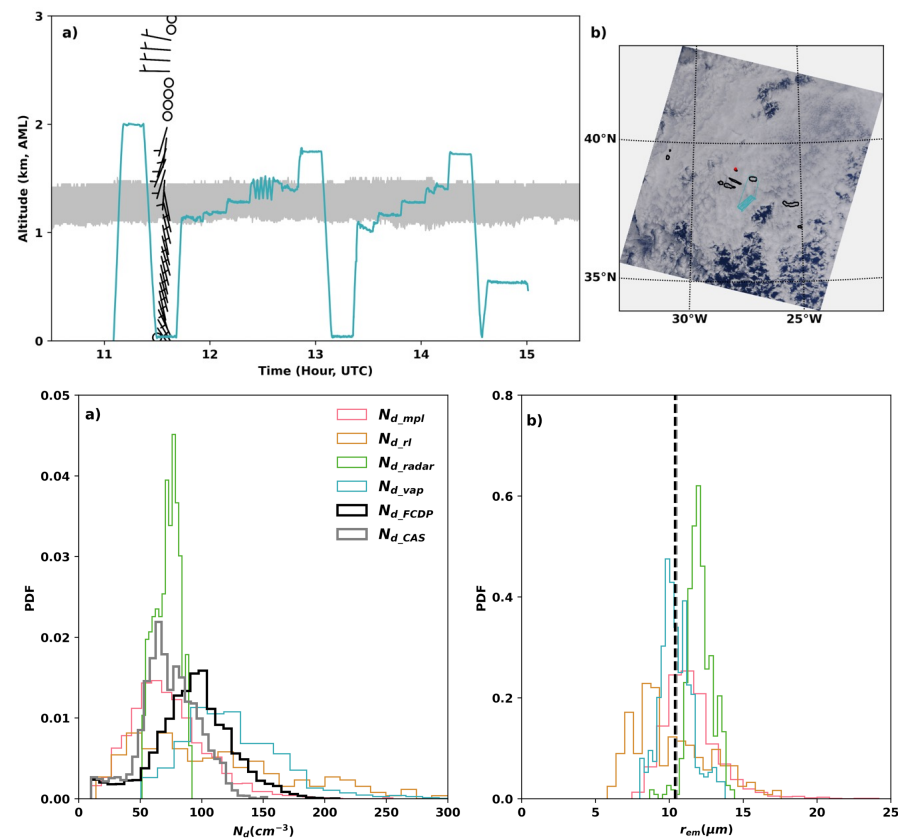 a)
Altitude (km, AML)
3
2
1
0
11
12
13
14
15
Time (Hour, UTC)
b)
40°N
35°N
30°W
25°W
a)
PDF
0.05
0.04
0.03
0.02
0.01
0.00
N_d_mpl
N_d_rl
N_d_radar
N_d_vap
N_d_FCDP
N_d_CAS
0
50
100
150
200
250
300
N_d(cm⁻³)
b)
PDF
0.8
0.6
0.4
0.2
0.0
0
5
10
15
20
25
r_em(μm)